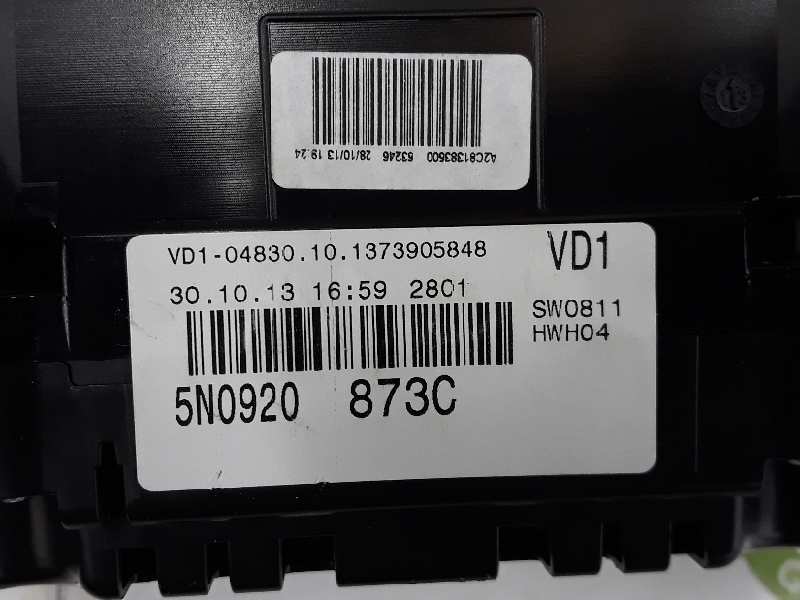 A2C81383500 53246 28/10/13 19:24
VD1-04830.10.1373905848 VD1
30.10.13 16:59 2801
SW0811
HWH04
5N0920 873C